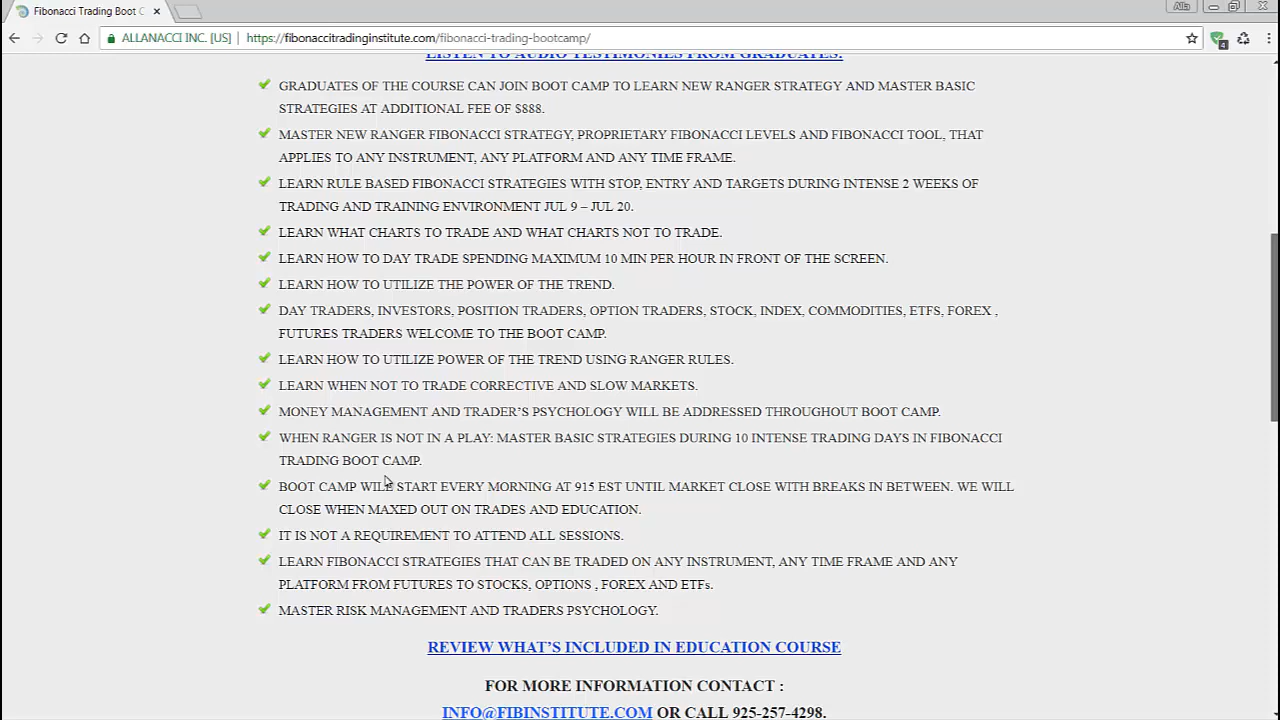 Fibonacci Trading Boot C
Alla
ALLANACCI INC. [US] https://fibonaccitradinginstitute.com/fibonacci-trading-bootcamp/
4
LISTEN TO AUDIO TESTIMONIES FROM GRADUATES.
GRADUATES OF THE COURSE CAN JOIN BOOT CAMP TO LEARN NEW RANGER STRATEGY AND MASTER BASIC
STRATEGIES AT ADDITIONAL FEE OF $888.
MASTER NEW RANGER FIBONACCI STRATEGY, PROPRIETARY FIBONACCI LEVELS AND FIBONACCI TOOL, THAT
APPLIES TO ANY INSTRUMENT, ANY PLATFORM AND ANY TIME FRAME.
LEARN RULE BASED FIBONACCI STRATEGIES WITH STOP, ENTRY AND TARGETS DURING INTENSE 2 WEEKS OF
TRADING AND TRAINING ENVIRONMENT JUL 9 – JUL 20.
LEARN WHAT CHARTS TO TRADE AND WHAT CHARTS NOT TO TRADE.
LEARN HOW TO DAY TRADE SPENDING MAXIMUM 10 MIN PER HOUR IN FRONT OF THE SCREEN.
LEARN HOW TO UTILIZE THE POWER OF THE TREND.
DAY TRADERS, INVESTORS, POSITION TRADERS, OPTION TRADERS, STOCK, INDEX, COMMODITIES, ETFS, FOREX ,
FUTURES TRADERS WELCOME TO THE BOOT CAMP.
LEARN HOW TO UTILIZE POWER OF THE TREND USING RANGER RULES.
LEARN WHEN NOT TO TRADE CORRECTIVE AND SLOW MARKETS.
MONEY MANAGEMENT AND TRADER'S PSYCHOLOGY WILL BE ADDRESSED THROUGHOUT BOOT CAMP.
WHEN RANGER IS NOT IN A PLAY: MASTER BASIC STRATEGIES DURING 10 INTENSE TRADING DAYS IN FIBONACCI
TRADING BOOT CAMP.
BOOT CAMP WILL START EVERY MORNING AT 915 EST UNTIL MARKET CLOSE WITH BREAKS IN BETWEEN. WE WILL
CLOSE WHEN MAXED OUT ON TRADES AND EDUCATION.
IT IS NOT A REQUIREMENT TO ATTEND ALL SESSIONS.
LEARN FIBONACCI STRATEGIES THAT CAN BE TRADED ON ANY INSTRUMENT, ANY TIME FRAME AND ANY
PLATFORM FROM FUTURES TO STOCKS, OPTIONS , FOREX AND ETFs.
MASTER RISK MANAGEMENT AND TRADERS PSYCHOLOGY.
REVIEW WHAT'S INCLUDED IN EDUCATION COURSE
FOR MORE INFORMATION CONTACT :
INFO@FIBINSTITUTE.COM OR CALL 925-257-4298.